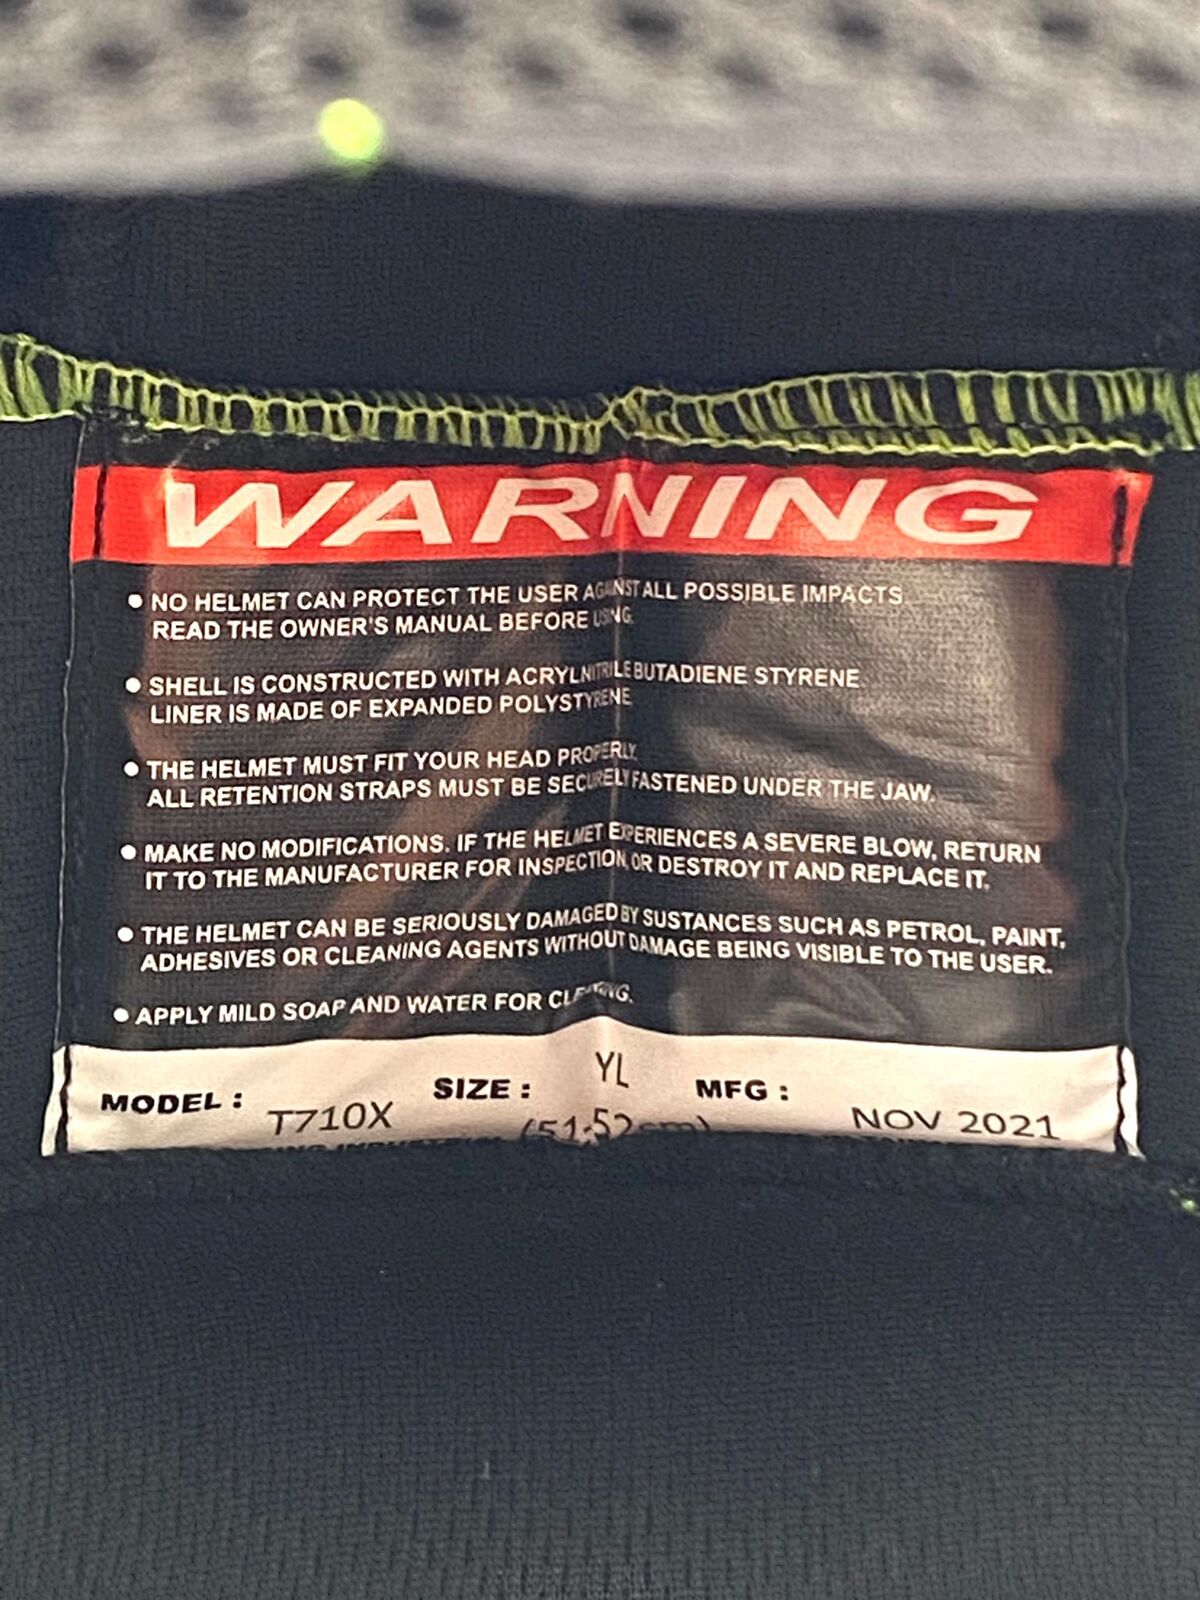 WARNING
• NO HELMET CAN PROTECT THE USER AGAINST ALL POSSIBLE IMPACTS.
READ THE OWNER'S MANUAL BEFORE USING.
• SHELL IS CONSTRUCTED WITH ACRYLNITRILE BUTADIENE STYRENE
LINER IS MADE OF EXPANDED POLYSTYRENE
• THE HELMET MUST FIT YOUR HEAD PROPERLY.
ALL RETENTION STRAPS MUST BE SECURELY FASTENED UNDER THE JAW.
• MAKE NO MODIFICATIONS. IF THE HELMET EXPERIENCES A SEVERE BLOW, RETURN
IT TO THE MANUFACTURER FOR INSPECTION, OR DESTROY IT AND REPLACE IT.
• THE HELMET CAN BE SERIOUSLY DAMAGED BY SUSTANCES SUCH AS PETROL, PAINT,
ADHESIVES OR CLEANING AGENTS WITHOUT DAMAGE BEING VISIBLE TO THE USER.
• APPLY MILD SOAP AND WATER FOR
MODEL : T710X SIZE : YL MFG : NOV 2021
(51-52cm)